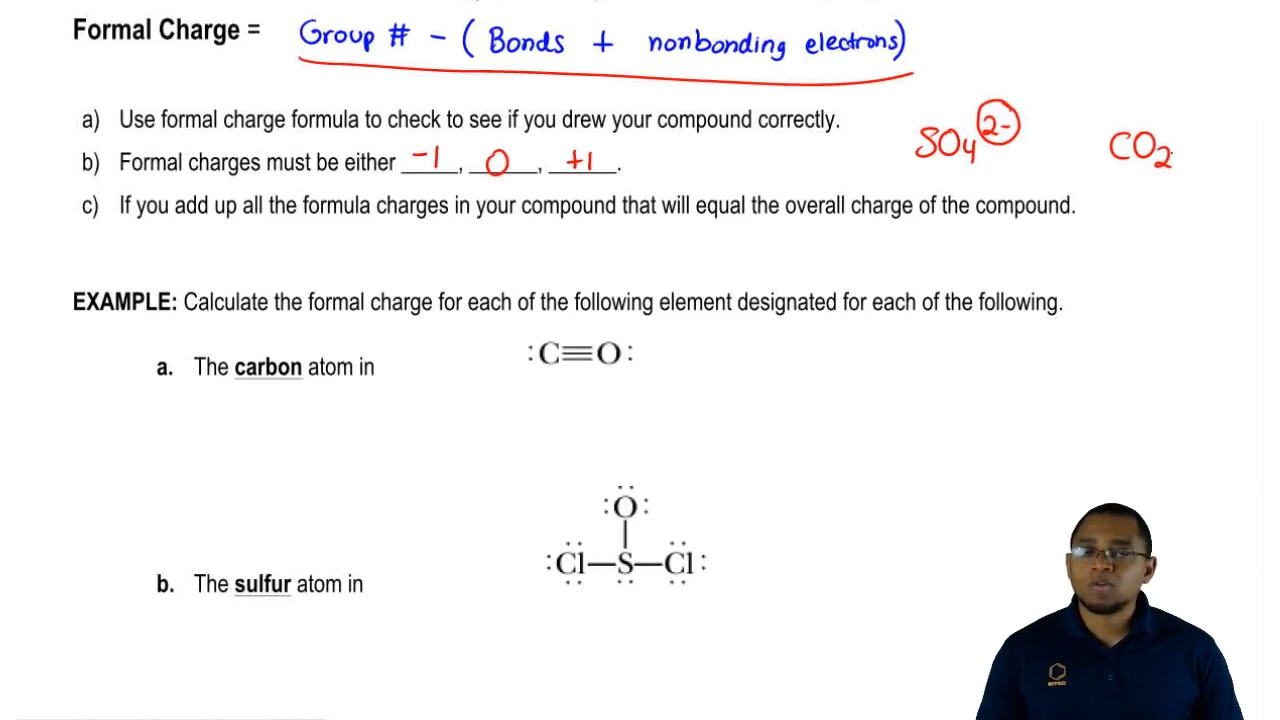 Formal Charge = Group # - ( Bonds + nonbonding electrons)
a) Use formal charge formula to check to see if you drew your compound correctly.
SO₄²⁻ CO₂
b) Formal charges must be either -1, 0, +1.
c) If you add up all the formula charges in your compound that will equal the overall charge of the compound.
EXAMPLE: Calculate the formal charge for each of the following element designated for each of the following.
:C≡O:
a. The carbon atom in
:O:
:Cl—S—Cl:
b. The sulfur atom in